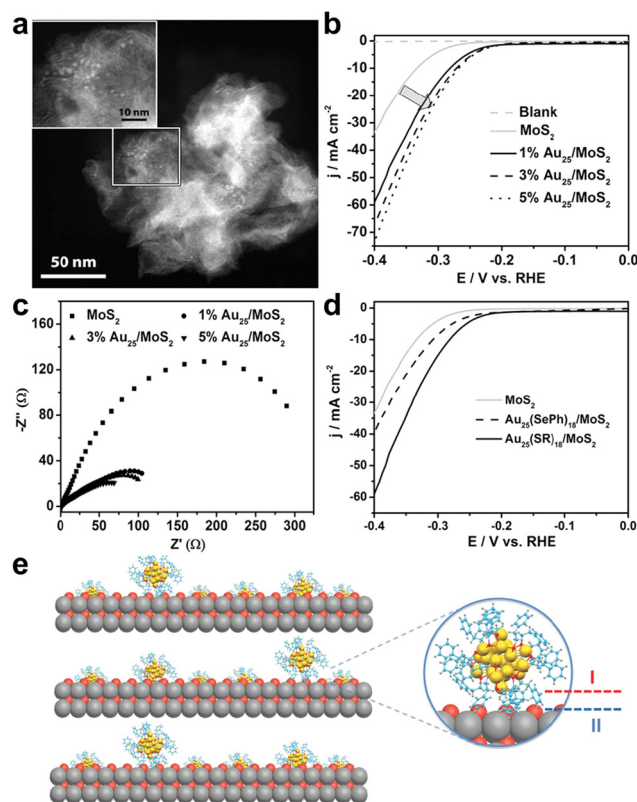 a
10 nm
50 nm
b
0
-10
-20
-30
-40
-50
-60
-70
j / mA cm⁻²
Blank
MoS₂
1% Au₂₅/MoS₂
3% Au₂₅/MoS₂
5% Au₂₅/MoS₂
-0.4 -0.3 -0.2 -0.1 0.0
E / V vs. RHE
c
160
120
80
40
0
-Z'' (Ω)
MoS₂ 1% Au₂₅/MoS₂
3% Au₂₅/MoS₂ 5% Au₂₅/MoS₂
0 50 100 150 200 250 300
Z' (Ω)
d
0
-10
-20
-30
-40
-50
-60
j / mA cm⁻²
MoS₂
Au₂₅(SePh)₁₈/MoS₂
Au₂₅(SR)₁₈/MoS₂
-0.4 -0.3 -0.2 -0.1 0.0
E / V vs. RHE
e
I
II